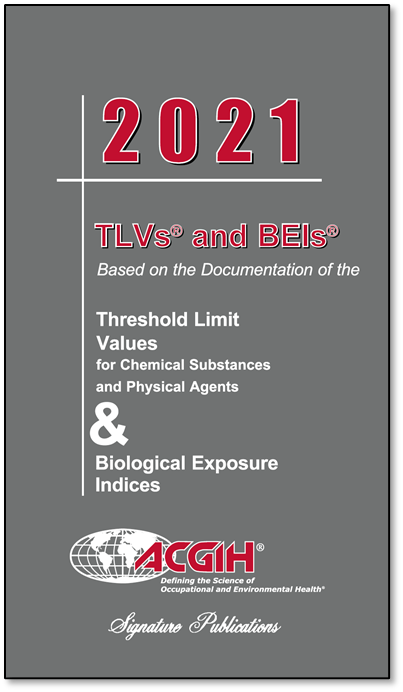 2021
TLVs® and BEIs®
Based on the Documentation of the
Threshold Limit
Values
for Chemical Substances
and Physical Agents
&
Biological Exposure
Indices
ACGIH®
Defining the Science of
Occupational and Environmental Health®
Signature Publications